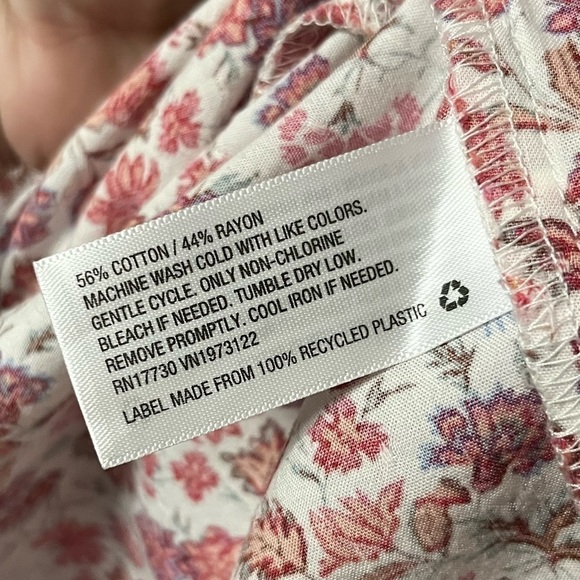 56% COTTON / 44% RAYON
MACHINE WASH COLD WITH LIKE COLORS.
GENTLE CYCLE. ONLY NON-CHLORINE
BLEACH IF NEEDED. TUMBLE DRY LOW.
REMOVE PROMPTLY. COOL IRON IF NEEDED.
RN17730 VN1973122
LABEL MADE FROM 100% RECYCLED PLASTIC